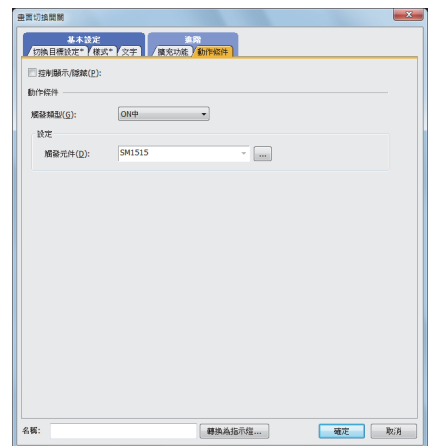 畫面切換開關
基本設定
進階
切換目標設定* 樣式* 文字 擴充功能 動作條件
控制顯示/隱藏(P):
動作條件
觸發類型(G): ON中
設定
觸發元件(D): SM1515 ...
名稱: 轉換為指示燈... 確定 取消